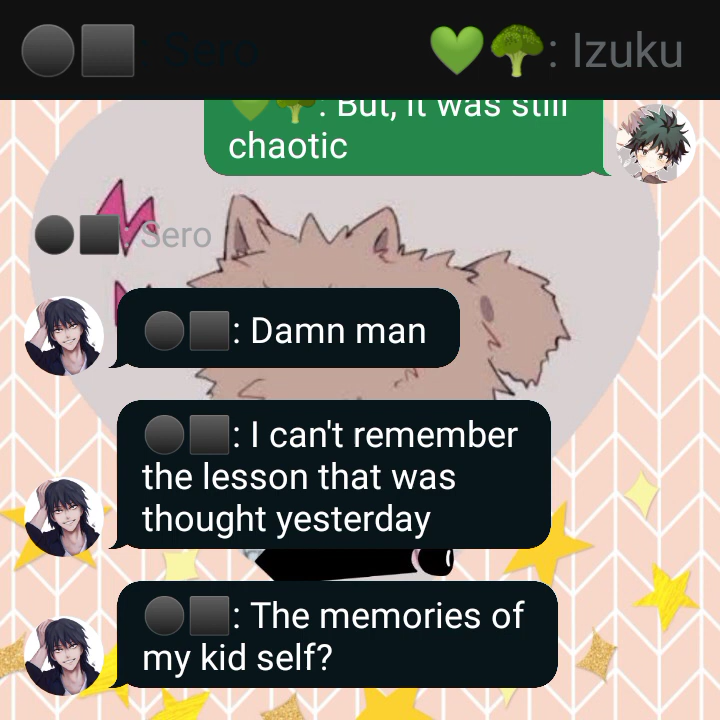 ⚫⬛: Sero
💚🥦: Izuku
💚🥦: But, it was still
chaotic
⚫⬛: Sero
⚫⬛: Damn man
⚫⬛: I can't remember
the lesson that was
thought yesterday
⚫⬛: The memories of
my kid self?